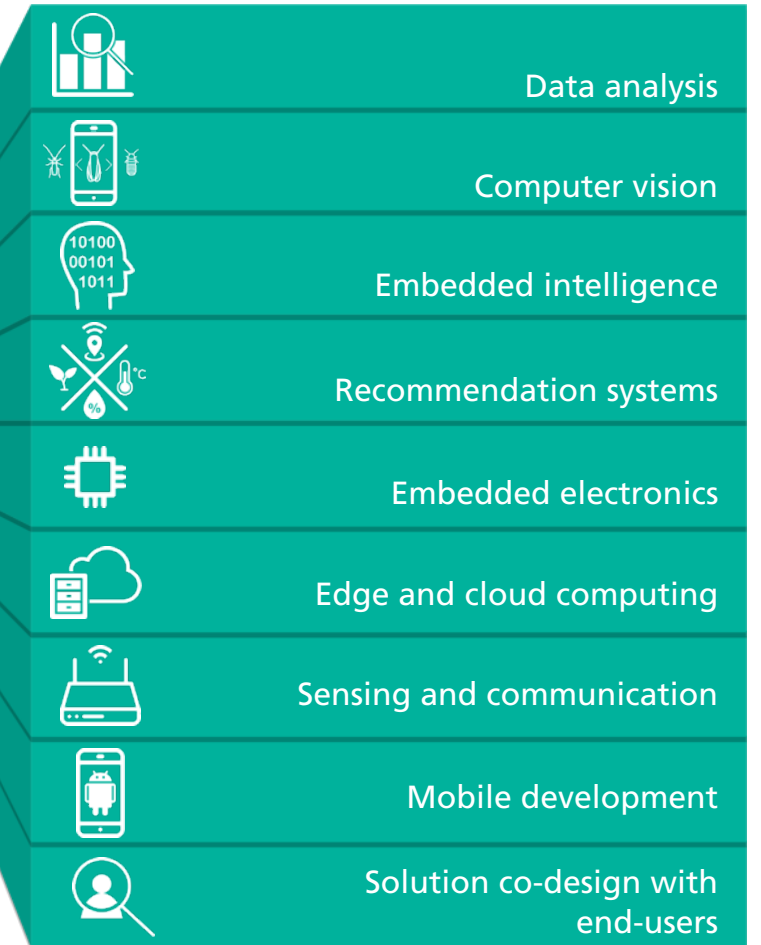 Data analysis
Computer vision
10100
00101
1011
Embedded intelligence
°C
%
Recommendation systems
Embedded electronics
Edge and cloud computing
Sensing and communication
Mobile development
Solution co-design with
end-users